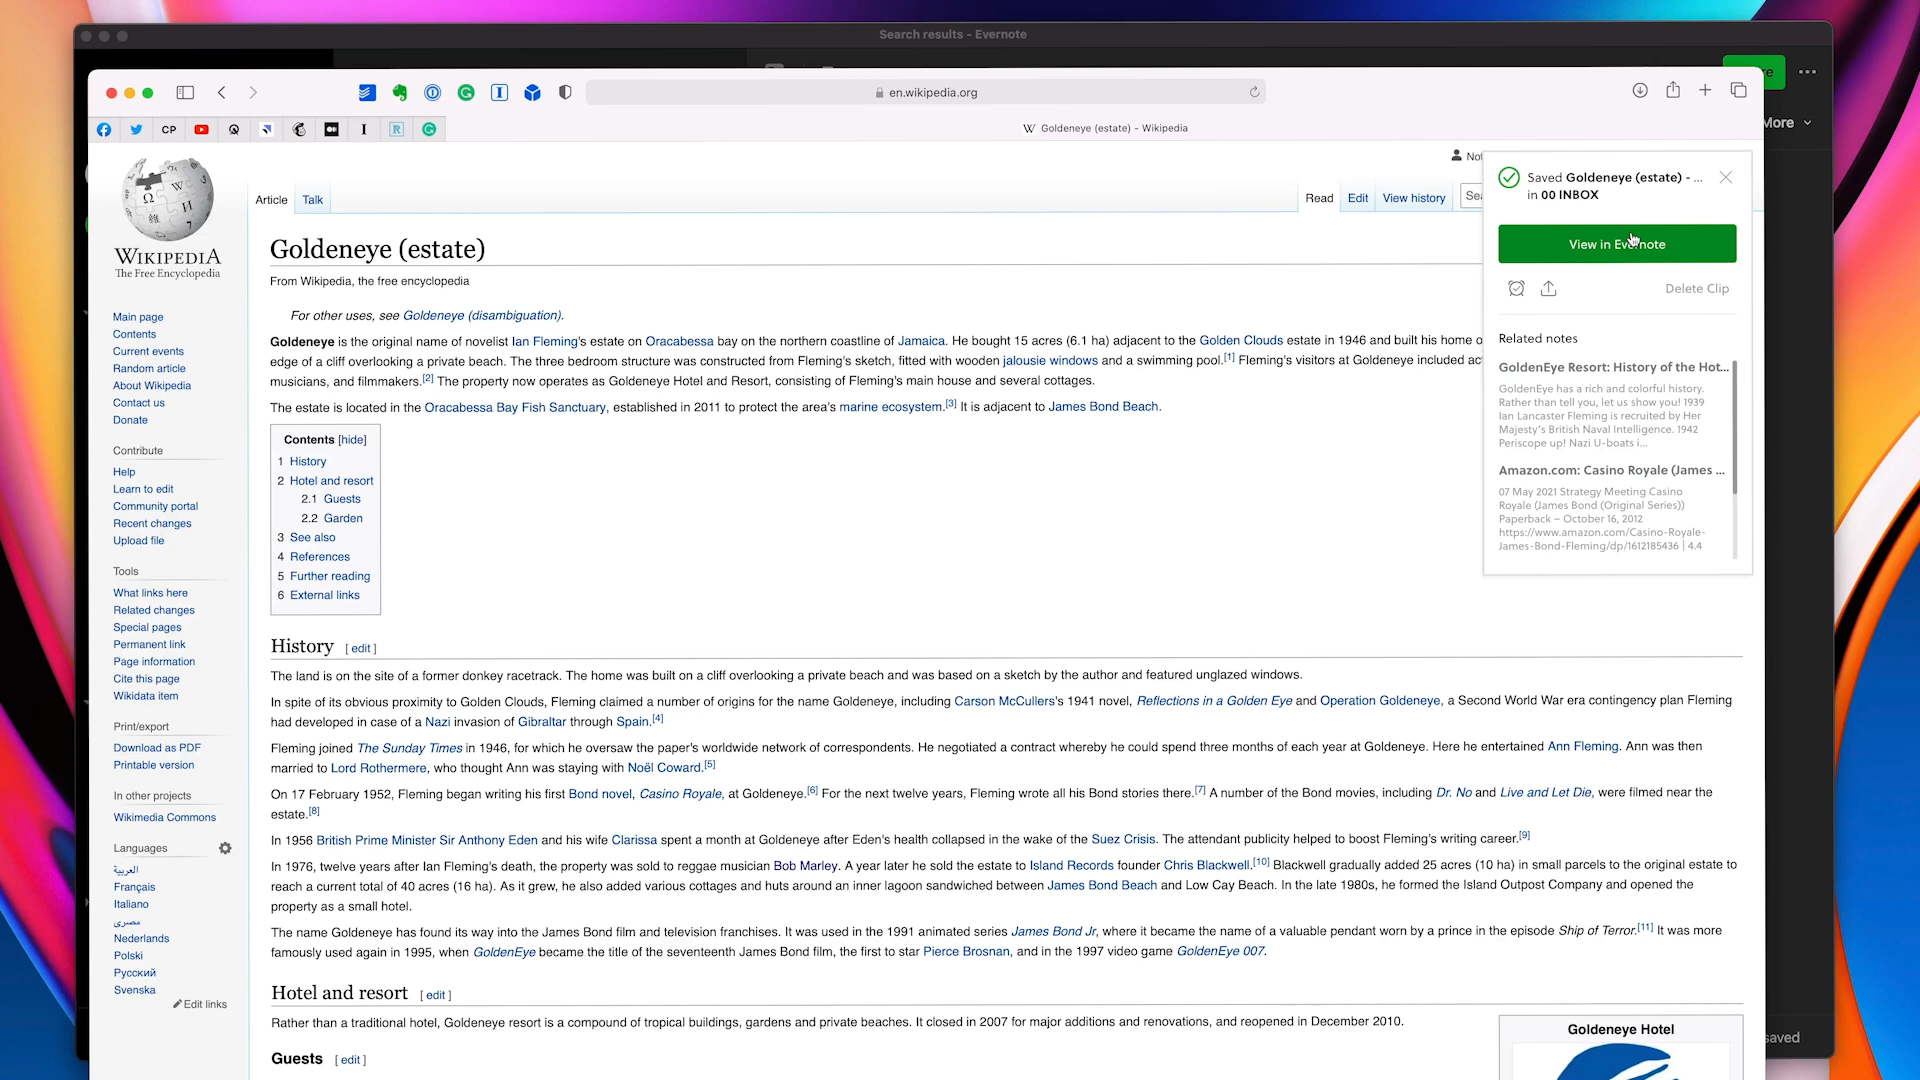 Search results - Evernote
en.wikipedia.org
CP
I
R
Goldeneye (estate) - Wikipedia
More
WIKIPEDIA
The Free Encyclopedia
Main page
Contents
Current events
Random article
About Wikipedia
Contact us
Donate
Contribute
Help
Learn to edit
Community portal
Recent changes
Upload file
Tools
What links here
Related changes
Special pages
Permanent link
Page information
Cite this page
Wikidata item
Print/export
Download as PDF
Printable version
In other projects
Wikimedia Commons
Languages
العربية
Français
Italiano
مصرى
Nederlands
Polski
Русский
Svenska
Edit links
Article Talk
Read Edit View history
Goldeneye (estate)
From Wikipedia, the free encyclopedia
For other uses, see Goldeneye (disambiguation).
Goldeneye is the original name of novelist Ian Fleming's estate on Oracabessa bay on the northern coastline of Jamaica. He bought 15 acres (6.1 ha) adjacent to the Golden Clouds estate in 1946 and built his home
edge of a cliff overlooking a private beach. The three bedroom structure was constructed from Fleming's sketch, fitted with wooden jalousie windows and a swimming pool.[1] Fleming's visitors at Goldeneye included
musicians, and filmmakers.[2] The property now operates as Goldeneye Hotel and Resort, consisting of Fleming's main house and several cottages.
The estate is located in the Oracabessa Bay Fish Sanctuary, established in 2011 to protect the area's marine ecosystem.[3] It is adjacent to James Bond Beach.
Contents [hide]
1 History
2 Hotel and resort
2.1 Guests
2.2 Garden
3 See also
4 References
5 Further reading
6 External links
History [ edit ]
The land is on the site of a former donkey racetrack. The home was built on a cliff overlooking a private beach and was based on a sketch by the author and featured unglazed windows.
In spite of its obvious proximity to Golden Clouds, Fleming claimed a number of origins for the name Goldeneye, including Carson McCullers's 1941 novel, Reflections in a Golden Eye and Operation Goldeneye, a Second World War era contingency plan Fleming
had developed in case of a Nazi invasion of Gibraltar through Spain.[4]
Fleming joined The Sunday Times in 1946, for which he oversaw the paper's worldwide network of correspondents. He negotiated a contract whereby he could spend three months of each year at Goldeneye. Here he entertained Ann Fleming. Ann was then
married to Lord Rothermere, who thought Ann was staying with Noël Coward.[5]
On 17 February 1952, Fleming began writing his first Bond novel, Casino Royale, at Goldeneye.[6] For the next twelve years, Fleming wrote all his Bond stories there.[7] A number of the Bond movies, including Dr. No and Live and Let Die, were filmed near the
estate.[8]
In 1956 British Prime Minister Sir Anthony Eden and his wife Clarissa spent a month at Goldeneye after Eden's health collapsed in the wake of the Suez Crisis. The attendant publicity helped to boost Fleming's writing career.[9]
In 1976, twelve years after Ian Fleming's death, the property was sold to reggae musician Bob Marley. A year later he sold the estate to Island Records founder Chris Blackwell.[10] Blackwell gradually added 25 acres (10 ha) in small parcels to the original estate to
reach a current total of 40 acres (16 ha). As it grew, he also added various cottages and huts around an inner lagoon sandwiched between James Bond Beach and Low Cay Beach. In the late 1980s, he formed the Island Outpost Company and opened the
property as a small hotel.
The name Goldeneye has found its way into the James Bond film and television franchises. It was used in the 1991 animated series James Bond Jr, where it became the name of a valuable pendant worn by a prince in the episode Ship of Terror.[11] It was more
famously used again in 1995, when GoldenEye became the title of the seventeenth James Bond film, the first to star Pierce Brosnan, and in the 1997 video game GoldenEye 007.
Hotel and resort [ edit ]
Rather than a traditional hotel, Goldeneye resort is a compound of tropical buildings, gardens and private beaches. It closed in 2007 for major additions and renovations, and reopened in December 2010.
Guests [ edit ]
Goldeneye Hotel
Saved Goldeneye (estate) - ...
in 00 INBOX
View in Evernote
Delete Clip
Related notes
GoldenEye Resort: History of the Hot...
GoldenEye has a rich and colorful history.
Rather than tell you, let us show you! 1939
Ian Lancaster Fleming is recruited by Her
Majesty's British Naval Intelligence. 1942
Periscope up! Nazi U-boats i...
Amazon.com: Casino Royale (James ...
07 May 2021 Strategy Meeting Casino
Royale (James Bond (Original Series))
Paperback – October 16, 2012
https://www.amazon.com/Casino-Royale-
James-Bond-Fleming/dp/1612185436 | 4.4
saved